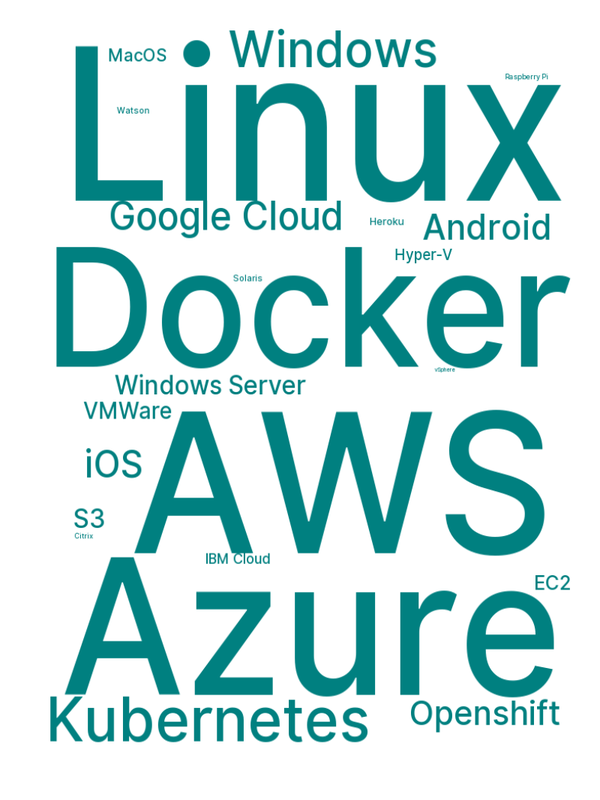 MacOS
Windows
Raspberry Pi
Linux
Watson
Google Cloud
Heroku
Android
Hyper-V
Docker
Solaris
vSphere
Windows Server
VMWare
AWS
iOS
S3
Citrix
IBM Cloud
EC2
Azure
Kubernetes
Openshift